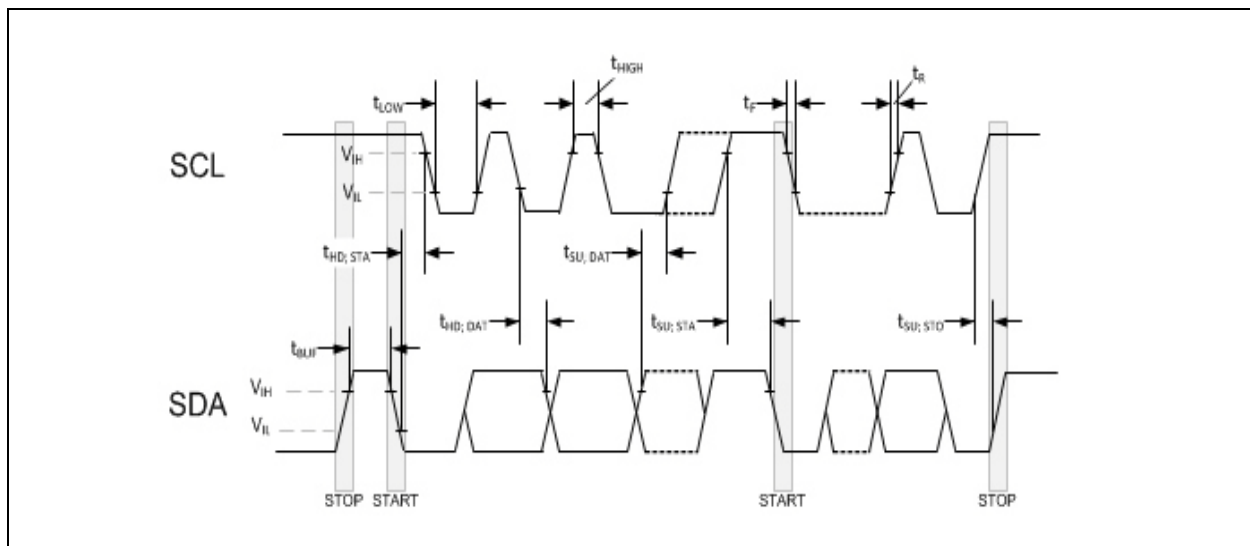 tHIGH
tR
tLOW
tF
SCL
VIH
VIL
tHD; STA
tSU; DAT
tHD; DAT
tSU; STA
tSU; STO
tBUF
VIH
SDA
VIL
STOP START START STOP